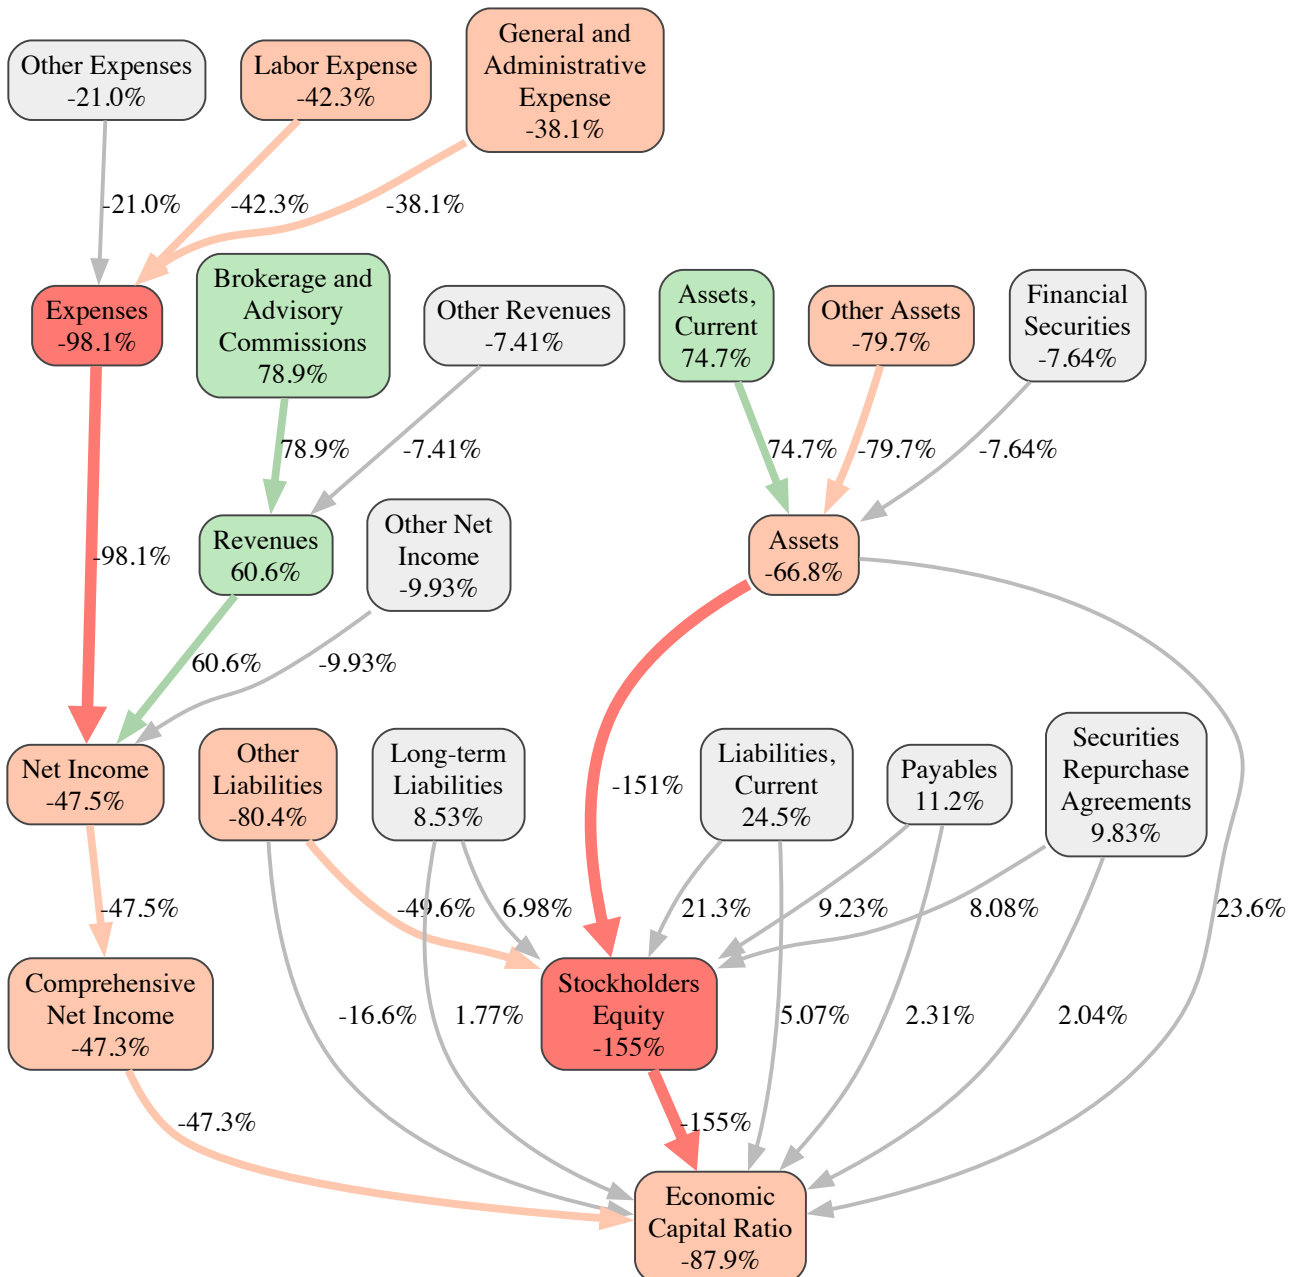 Other Expenses
-21.0%
Labor Expense
-42.3%
General and
Administrative
Expense
-38.1%
-21.0%
-42.3%
-38.1%
Expenses
-98.1%
Brokerage and
Advisory
Commissions
78.9%
Other Revenues
-7.41%
Assets,
Current
74.7%
Other Assets
-79.7%
Financial
Securities
-7.64%
78.9%
-7.41%
74.7%
-79.7%
-7.64%
-98.1%
Revenues
60.6%
Other Net
Income
-9.93%
Assets
-66.8%
60.6%
-9.93%
Net Income
-47.5%
Other
Liabilities
-80.4%
Long-term
Liabilities
8.53%
-151%
Liabilities,
Current
24.5%
Payables
11.2%
Securities
Repurchase
Agreements
9.83%
-47.5%
-49.6%
6.98%
21.3%
9.23%
8.08%
23.6%
Comprehensive
Net Income
-47.3%
-16.6%
1.77%
Stockholders
Equity
-155%
5.07%
2.31%
2.04%
-47.3%
-155%
Economic
Capital Ratio
-87.9%